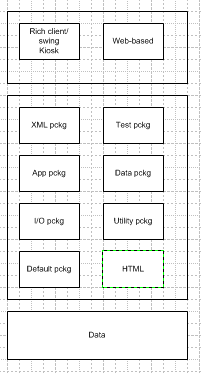 Rich client/
swing
Kiosk
Web-based
XML pckg
Test pckg
App pckg
Data pckg
I/O pckg
Utility pckg
Default pckg
HTML
Data